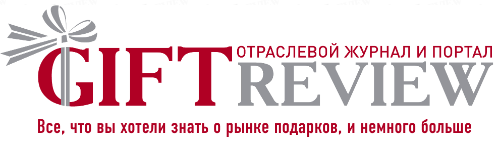 ОТРАСЛЕВОЙ ЖУРНАЛ И ПОРТАЛ
GIFT REVIEW
Все, что вы хотели знать о рынке подарков, и немного больше